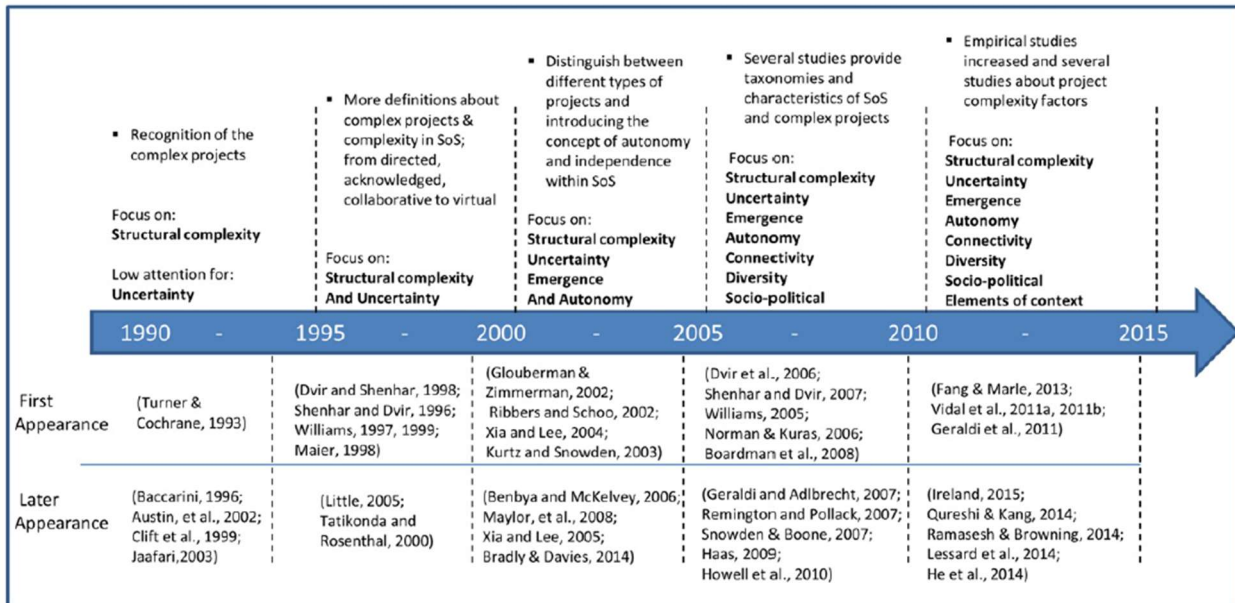 ▪ Recognition of the
complex projects
Focus on:
Structural complexity
Low attention for:
Uncertainty
▪ More definitions about
complex projects &
complexity in SoS;
from directed,
acknowledged,
collaborative to virtual
Focus on:
Structural complexity
And Uncertainty
▪ Distinguish between
different types of
projects and
introducing the
concept of autonomy
and independence
within SoS
Focus on:
Structural complexity
Uncertainty
Emergence
And Autonomy
▪ Several studies provide
taxonomies and
characteristics of SoS
and complex projects
Focus on:
Structural complexity
Uncertainty
Emergence
Autonomy
Connectivity
Diversity
Socio-political
▪ Empirical studies
increased and several
studies about project
complexity factors
Focus on:
Structural complexity
Uncertainty
Emergence
Autonomy
Connectivity
Diversity
Socio-political
Elements of context
1990 - 1995 - 2000 - 2005 - 2010 - 2015
First
Appearance
(Turner &
Cochrane, 1993)
(Dvir and Shenhar, 1998;
Shenhar and Dvir, 1996;
Williams, 1997, 1999;
Maier, 1998)
(Glouberman &
Zimmerman, 2002;
Ribbers and Schoo, 2002;
Xia and Lee, 2004;
Kurtz and Snowden, 2003)
(Dvir et al., 2006;
Shenhar and Dvir, 2007;
Williams, 2005;
Norman & Kuras, 2006;
Boardman et al., 2008)
(Fang & Marle, 2013;
Vidal et al., 2011a, 2011b;
Geraldi et al., 2011)
Later
Appearance
(Baccarini, 1996;
Austin, et al., 2002;
Clift et al., 1999;
Jaafari,2003)
(Little, 2005;
Tatikonda and
Rosenthal, 2000)
(Benbya and McKelvey, 2006;
Maylor, et al., 2008;
Xia and Lee, 2005;
Bradly & Davies, 2014)
(Geraldi and Adlbrecht, 2007;
Remington and Pollack, 2007;
Snowden & Boone, 2007;
Haas, 2009;
Howell et al., 2010)
(Ireland, 2015;
Qureshi & Kang, 2014;
Ramasesh & Browning, 2014;
Lessard et al., 2014;
He et al., 2014)